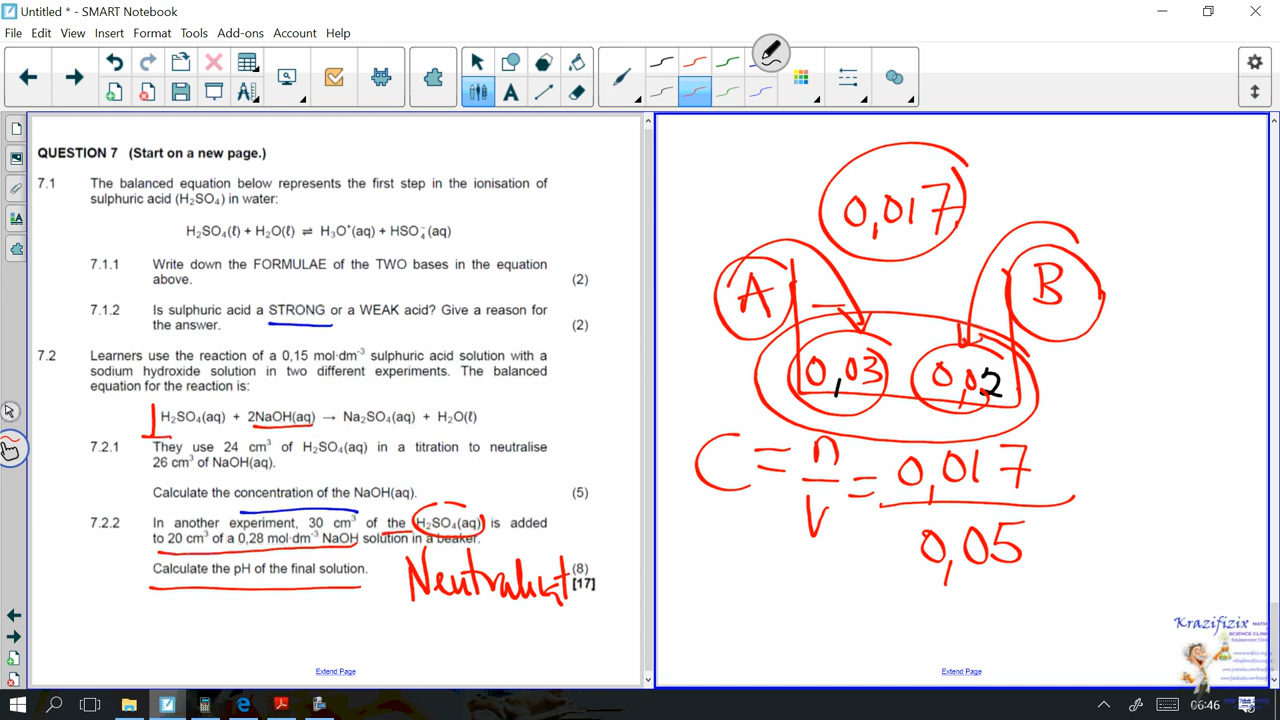 Untitled * - SMART Notebook
File Edit View Insert Format Tools Add-ons Account Help
QUESTION 7 (Start on a new page.)
7.1 The balanced equation below represents the first step in the ionisation of
sulphuric acid (H₂SO₄) in water:
H₂SO₄(ℓ) + H₂O(ℓ) ⇌ H₃O⁺(aq) + HSO₄⁻(aq)
7.1.1 Write down the FORMULAE of the TWO bases in the equation
above. (2)
7.1.2 Is sulphuric acid a STRONG or a WEAK acid? Give a reason for
the answer. (2)
7.2 Learners use the reaction of a 0,15 mol·dm⁻³ sulphuric acid solution with a
sodium hydroxide solution in two different experiments. The balanced
equation for the reaction is:
1 H₂SO₄(aq) + 2NaOH(aq) → Na₂SO₄(aq) + H₂O(ℓ)
7.2.1 They use 24 cm³ of H₂SO₄(aq) in a titration to neutralise
26 cm³ of NaOH(aq).
Calculate the concentration of the NaOH(aq). (5)
7.2.2 In another experiment, 30 cm³ of the H₂SO₄(aq) is added
to 20 cm³ of a 0,28 mol·dm⁻³ NaOH solution in a beaker.
Calculate the pH of the final solution. (8)
[17]
Extend Page
0,017
A B
0,03 0,02
C = n/V = 0,017
0,05
Extend Page
Krazifizix MATH
SCIENCE CLINIC
06:46